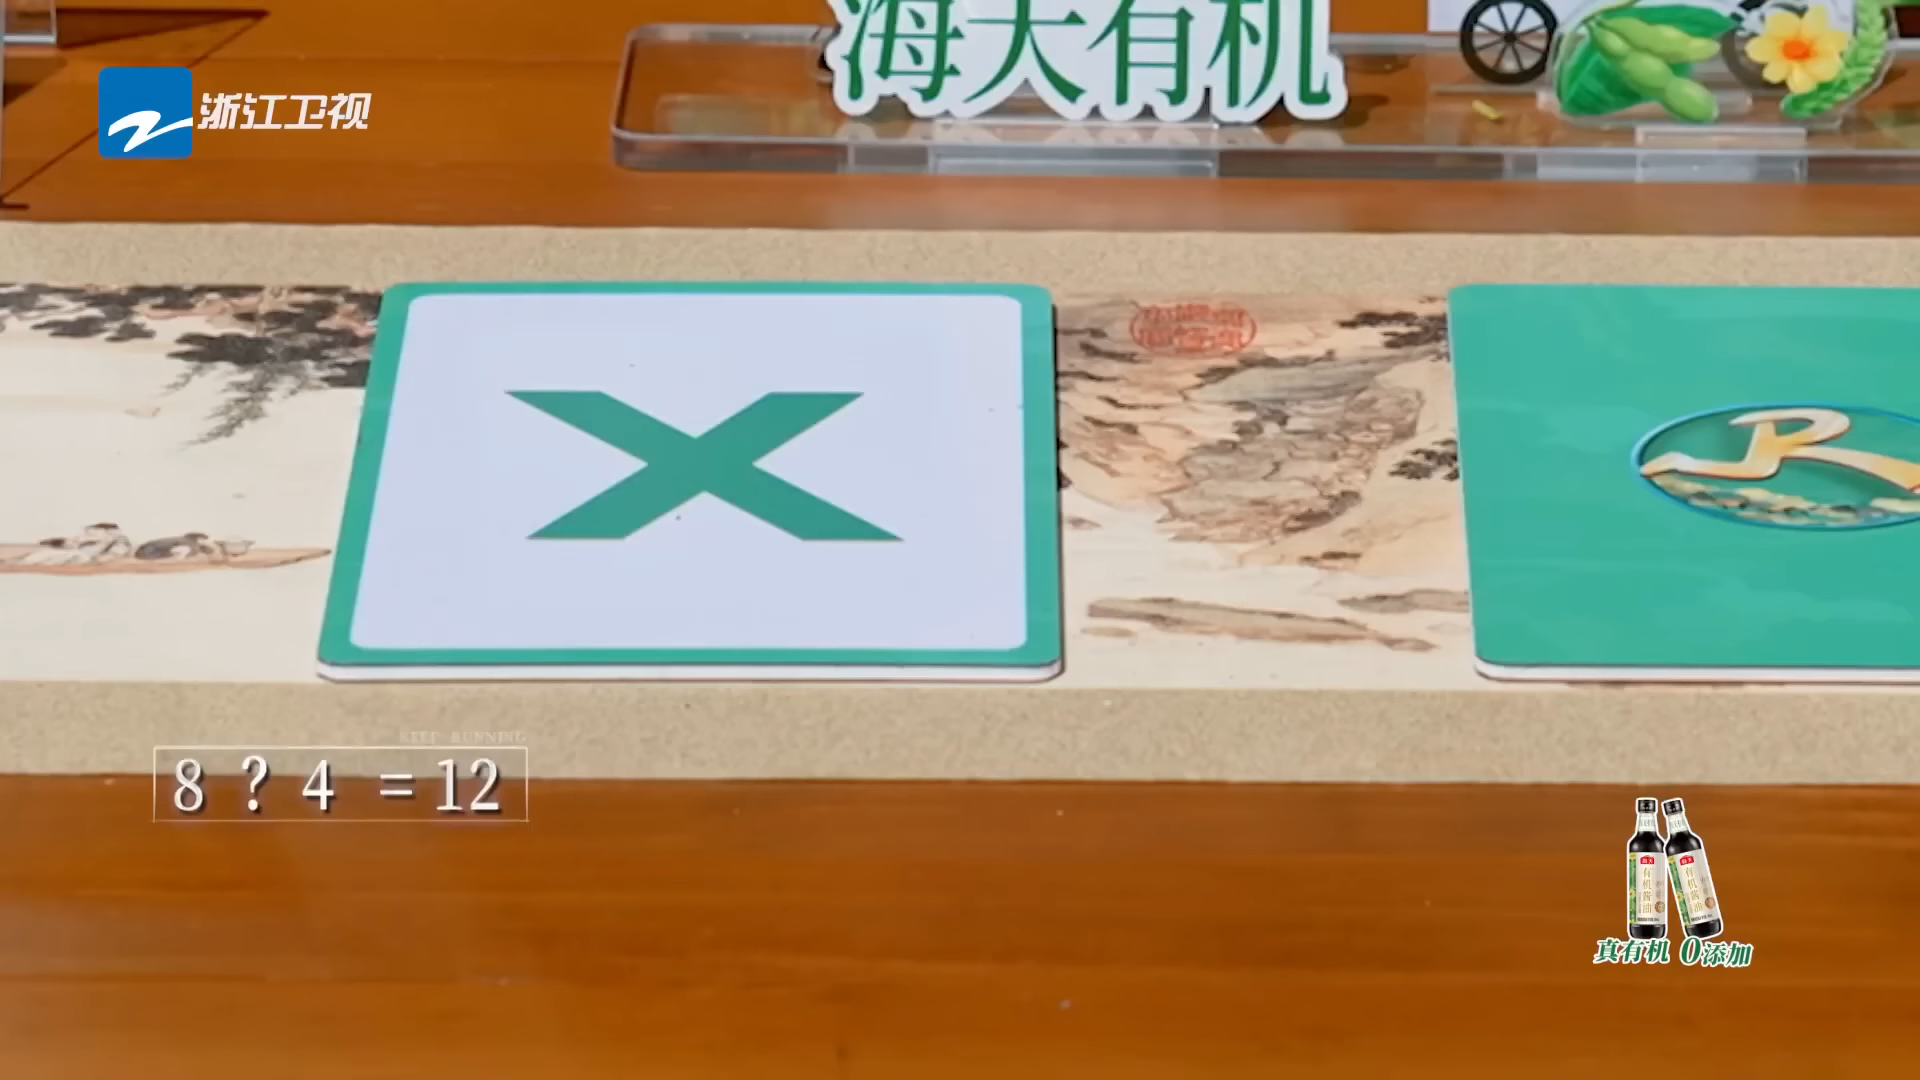 海大有机
浙江卫视
X
R
KEEP RUNNING
8 ? 4 = 12
有机酱油
有机酱油
真有机 0添加